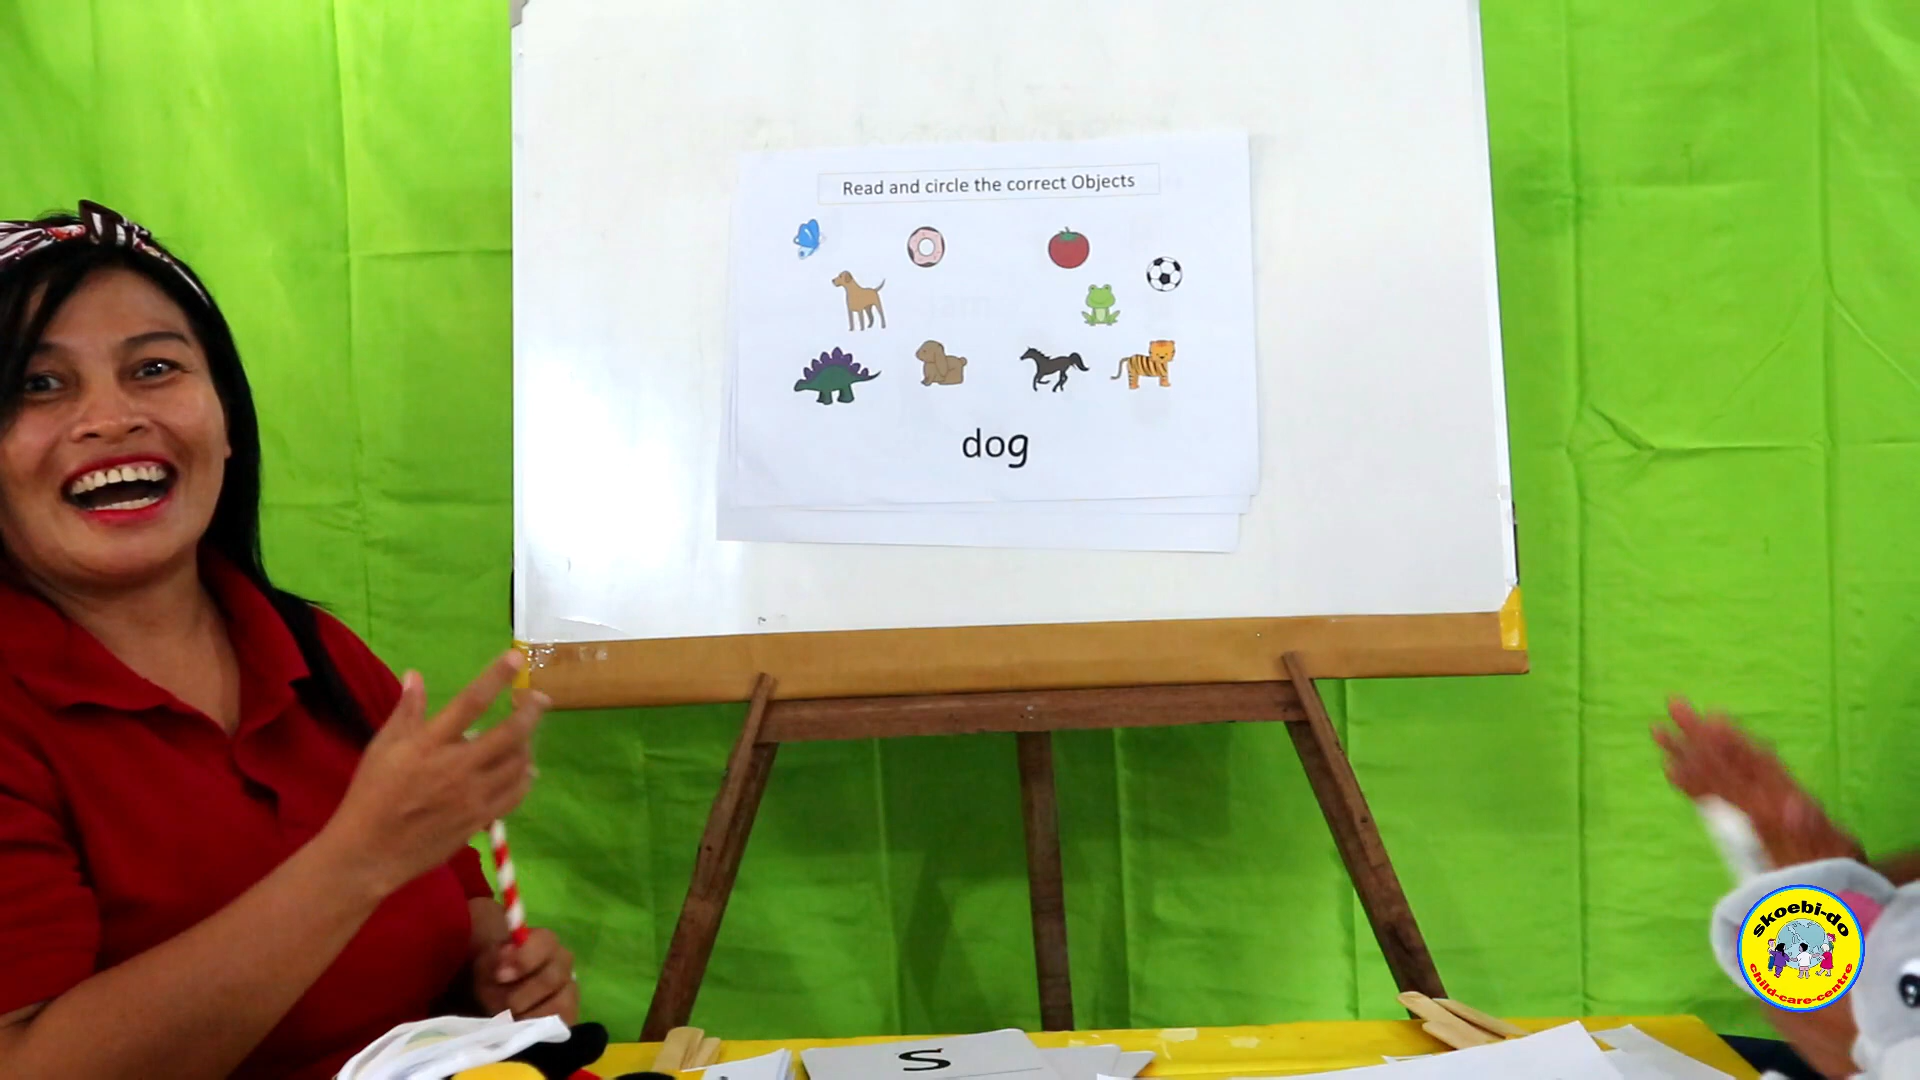 Read and circle the correct Objects
dog
s
skoebi-do
child-care-centre